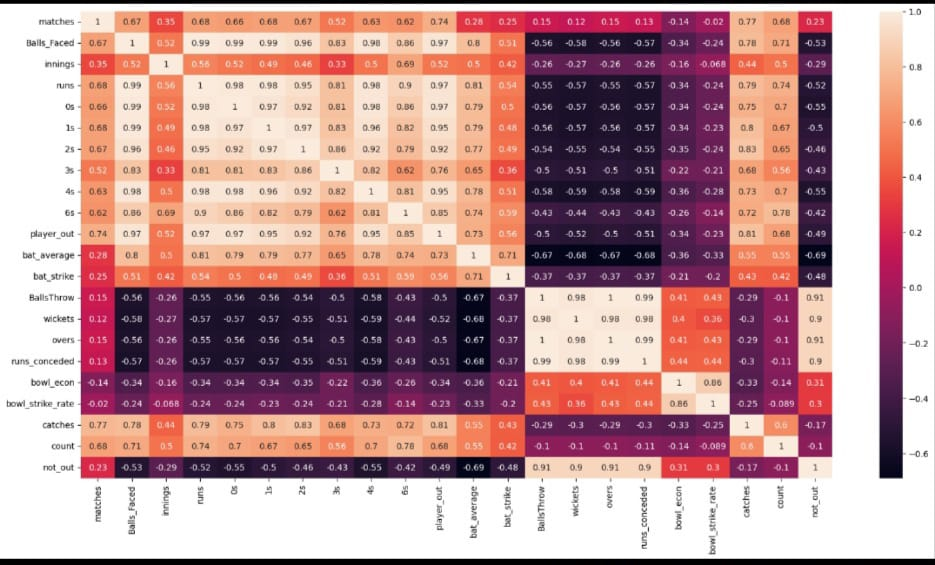 matches 1 0.67 0.35 0.68 0.66 0.68 0.67 0.52 0.63 0.62 0.74 0.28 0.25 0.15 0.12 0.15 0.13 -0.14 -0.02 0.77 0.68 0.23 1.0
Balls_Faced 0.67 1 0.52 0.99 0.99 0.99 0.96 0.83 0.98 0.86 0.97 0.8 0.51 -0.56 -0.58 -0.56 -0.57 -0.34 -0.24 0.78 0.71 -0.53
innings 0.35 0.52 1 0.56 0.52 0.49 0.46 0.33 0.5 0.69 0.52 0.5 0.42 -0.26 -0.27 -0.26 -0.26 -0.16 -0.068 0.44 0.5 -0.29 0.8
runs 0.68 0.99 0.56 1 0.98 0.98 0.95 0.81 0.98 0.9 0.97 0.81 0.54 -0.55 -0.57 -0.55 -0.57 -0.34 -0.24 0.79 0.74 -0.52
0s 0.66 0.99 0.52 0.98 1 0.97 0.92 0.81 0.98 0.86 0.97 0.79 0.5 -0.56 -0.57 -0.56 -0.57 -0.34 -0.24 0.75 0.7 -0.55
1s 0.68 0.99 0.49 0.98 0.97 1 0.97 0.83 0.96 0.82 0.95 0.79 0.48 -0.56 -0.57 -0.56 -0.57 -0.34 -0.23 0.8 0.67 -0.5 0.6
2s 0.67 0.96 0.46 0.95 0.92 0.97 1 0.86 0.92 0.79 0.92 0.77 0.49 -0.54 -0.55 -0.54 -0.55 -0.35 -0.24 0.83 0.65 -0.46
3s 0.52 0.83 0.33 0.81 0.81 0.83 0.86 1 0.82 0.62 0.76 0.65 0.36 -0.5 -0.51 -0.5 -0.51 -0.22 -0.21 0.68 0.56 -0.43
4s 0.63 0.98 0.5 0.98 0.98 0.96 0.92 0.82 1 0.81 0.95 0.78 0.51 -0.58 -0.59 -0.58 -0.59 -0.36 -0.28 0.73 0.7 -0.55 0.4
6s 0.62 0.86 0.69 0.9 0.86 0.82 0.79 0.62 0.81 1 0.85 0.74 0.59 -0.43 -0.44 -0.43 -0.43 -0.26 -0.14 0.72 0.78 -0.42
player_out 0.74 0.97 0.52 0.97 0.97 0.95 0.92 0.76 0.95 0.85 1 0.73 0.56 -0.5 -0.52 -0.5 -0.51 -0.34 -0.23 0.81 0.68 -0.49 0.2
bat_average 0.28 0.8 0.5 0.81 0.79 0.79 0.77 0.65 0.78 0.74 0.73 1 0.71 -0.67 -0.68 -0.67 -0.68 -0.36 -0.33 0.55 0.55 -0.69
bat_strike 0.25 0.51 0.42 0.54 0.5 0.48 0.49 0.36 0.51 0.59 0.56 0.71 1 -0.37 -0.37 -0.37 -0.37 -0.21 -0.2 0.43 0.42 -0.48 0.0
BallsThrow 0.15 -0.56 -0.26 -0.55 -0.56 -0.56 -0.54 -0.5 -0.58 -0.43 -0.5 -0.67 -0.37 1 0.98 1 0.99 0.41 0.43 -0.29 -0.1 0.91
wickets 0.12 -0.58 -0.27 -0.57 -0.57 -0.57 -0.55 -0.51 -0.59 -0.44 -0.52 -0.68 -0.37 0.98 1 0.98 0.98 0.4 0.36 -0.3 -0.1 0.9
overs 0.15 -0.56 -0.26 -0.55 -0.56 -0.56 -0.54 -0.5 -0.58 -0.43 -0.5 -0.67 -0.37 1 0.98 1 0.99 0.41 0.43 -0.29 -0.1 0.91 −0.2
runs_conceded 0.13 -0.57 -0.26 -0.57 -0.57 -0.57 -0.55 -0.51 -0.59 -0.43 -0.51 -0.68 -0.37 0.99 0.98 0.99 1 0.44 0.44 -0.3 -0.11 0.9
bowl_econ -0.14 -0.34 -0.16 -0.34 -0.34 -0.34 -0.35 -0.22 -0.36 -0.26 -0.34 -0.36 -0.21 0.41 0.4 0.41 0.44 1 0.86 -0.33 -0.14 0.31
bowl_strike_rate -0.02 -0.24 -0.068 -0.24 -0.24 -0.23 -0.24 -0.21 -0.28 -0.14 -0.23 -0.33 -0.2 0.43 0.36 0.43 0.44 0.86 1 -0.25 -0.089 0.3 −0.4
catches 0.77 0.78 0.44 0.79 0.75 0.8 0.83 0.68 0.73 0.72 0.81 0.55 0.43 -0.29 -0.3 -0.29 -0.3 -0.33 -0.25 1 0.6 -0.17
count 0.68 0.71 0.5 0.74 0.7 0.67 0.65 0.56 0.7 0.78 0.68 0.55 0.42 -0.1 -0.1 -0.1 -0.11 -0.14 -0.089 0.6 1 -0.1
not_out 0.23 -0.53 -0.29 -0.52 -0.55 -0.5 -0.46 -0.43 -0.55 -0.42 -0.49 -0.69 -0.48 0.91 0.9 0.91 0.9 0.31 0.3 -0.17 -0.1 1 −0.6
matches Balls_Faced innings runs 0s 1s 2s 3s 4s 6s player_out bat_average bat_strike BallsThrow wickets overs runs_conceded bowl_econ bowl_strike_rate catches count not_out